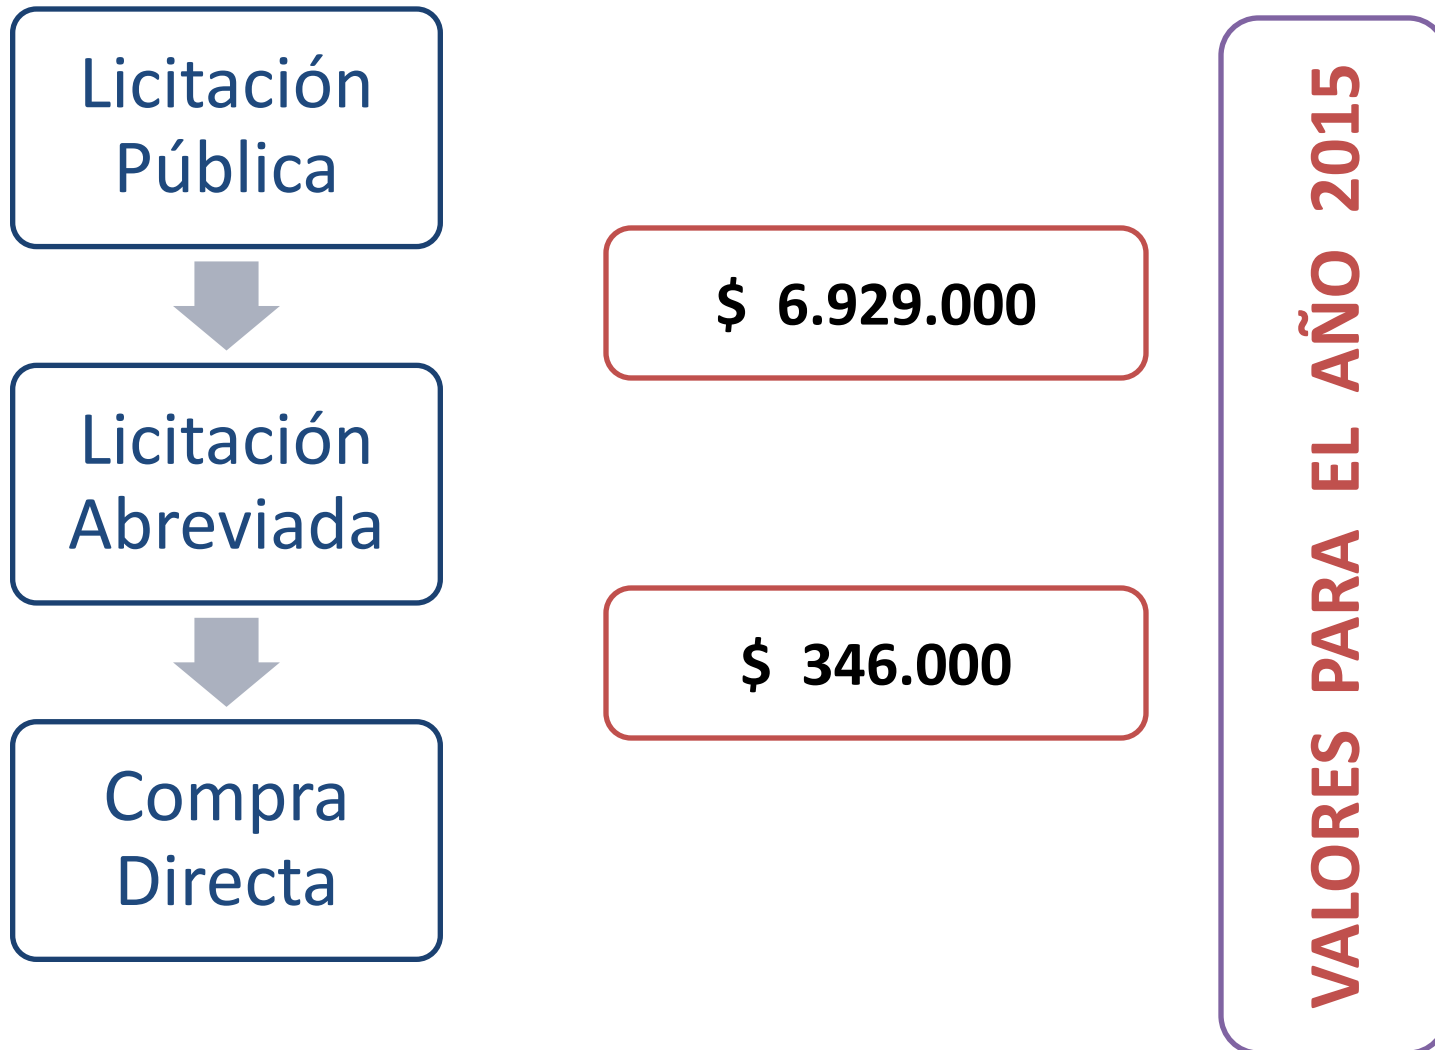 Licitación
Pública
$ 6.929.000
Licitación
Abreviada
$ 346.000
Compra
Directa
VALORES PARA EL AÑO 2015